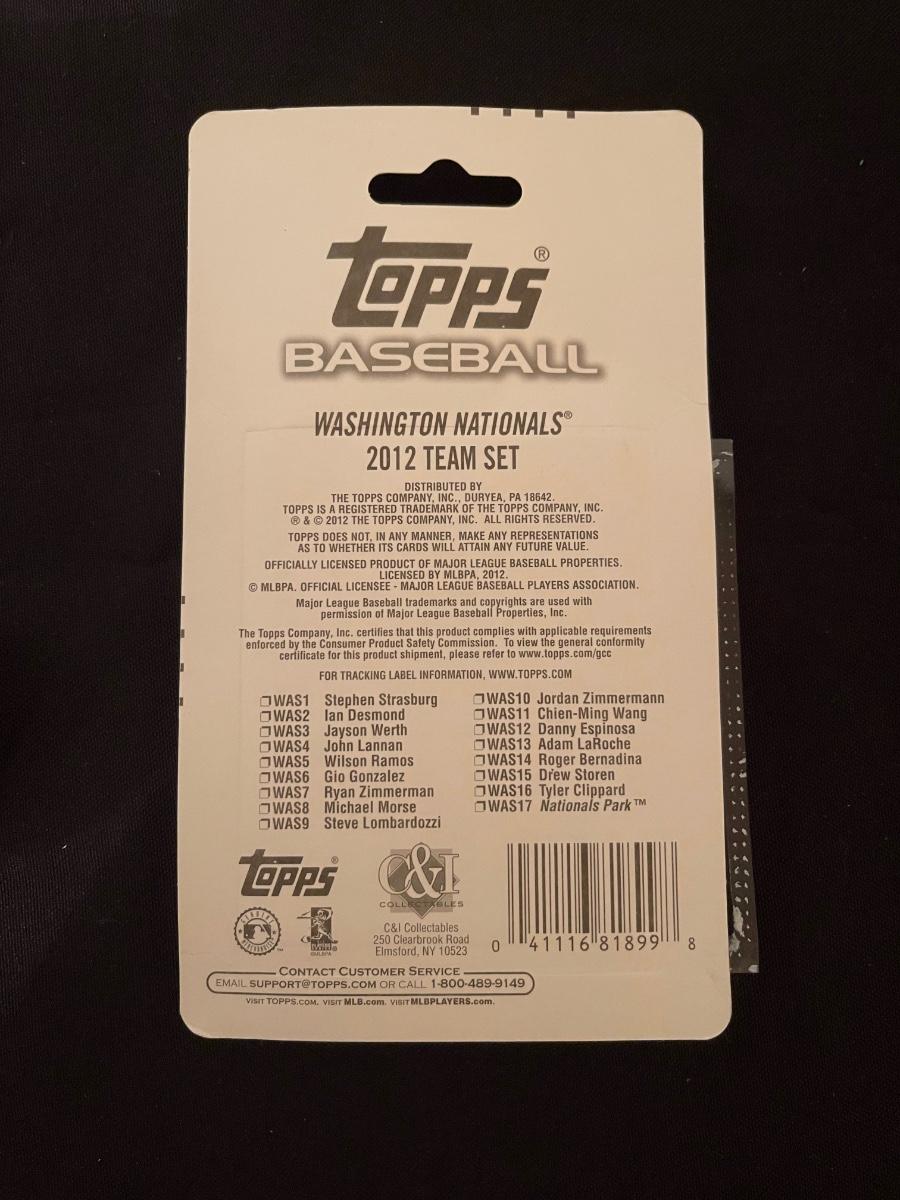 Topps®
BASEBALL
WASHINGTON NATIONALS®
2012 TEAM SET
DISTRIBUTED BY
THE TOPPS COMPANY, INC., DURYEA, PA 18642.
TOPPS IS A REGISTERED TRADEMARK OF THE TOPPS COMPANY, INC.
® & © 2012 THE TOPPS COMPANY, INC. ALL RIGHTS RESERVED.
TOPPS DOES NOT, IN ANY MANNER, MAKE ANY REPRESENTATIONS
AS TO WHETHER ITS CARDS WILL ATTAIN ANY FUTURE VALUE.
OFFICIALLY LICENSED PRODUCT OF MAJOR LEAGUE BASEBALL PROPERTIES.
LICENSED BY MLBPA, 2012.
© MLBPA. OFFICIAL LICENSEE - MAJOR LEAGUE BASEBALL PLAYERS ASSOCIATION.
Major League Baseball trademarks and copyrights are used with
permission of Major League Baseball Properties, Inc.
The Topps Company, Inc. certifies that this product complies with applicable requirements
enforced by the Consumer Product Safety Commission. To view the general conformity
certificate for this product shipment, please refer to www.topps.com/gcc
FOR TRACKING LABEL INFORMATION, WWW.TOPPS.COM
WAS1 Stephen Strasburg
WAS2 Ian Desmond
WAS3 Jayson Werth
WAS4 John Lannan
WAS5 Wilson Ramos
WAS6 Gio Gonzalez
WAS7 Ryan Zimmerman
WAS8 Michael Morse
WAS9 Steve Lombardozzi
WAS10 Jordan Zimmermann
WAS11 Chien-Ming Wang
WAS12 Danny Espinosa
WAS13 Adam LaRoche
WAS14 Roger Bernadina
WAS15 Drew Storen
WAS16 Tyler Clippard
WAS17 Nationals Park™
Topps®
GENUINE
MERCHANDISE
C&I
COLLECTABLES
C&I Collectables
250 Clearbrook Road
Elmsford, NY 10523
0 41116 81899 8
CONTACT CUSTOMER SERVICE
EMAIL SUPPORT@TOPPS.COM OR CALL 1-800-489-9149
VISIT TOPPS.COM. VISIT MLB.com. VISIT MLBPLAYERS.com.